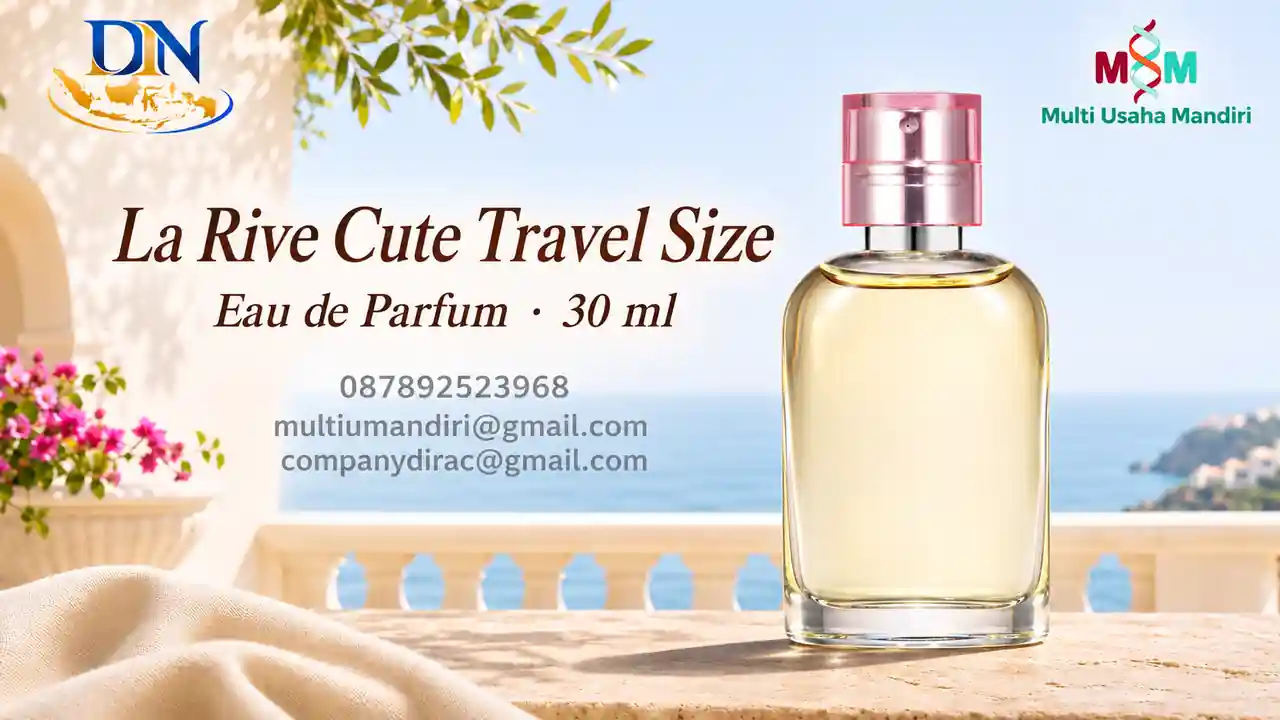 DN
MSM
Multi Usaha Mandiri
La Rive Cute Travel Size
Eau de Parfum · 30 ml
087892523968
multiumandiri@gmail.com
companydirac@gmail.com